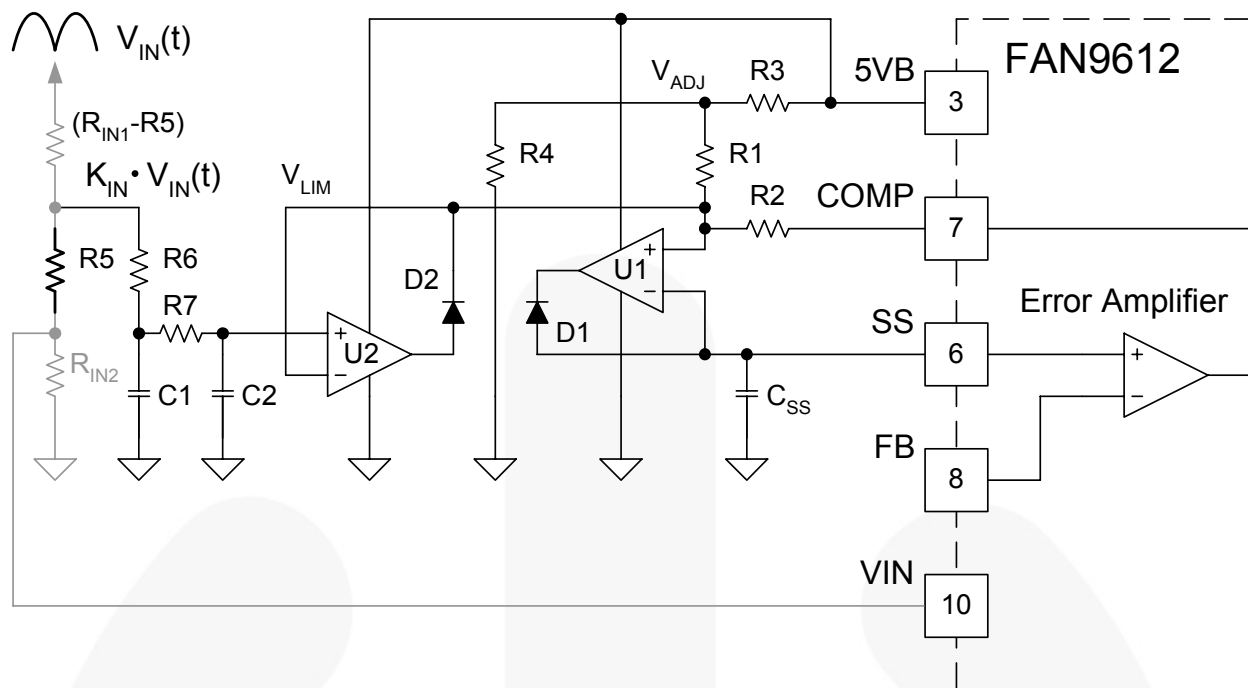 V_IN(t)
(R_IN1-R5)
K_IN • V_IN(t)
R5
R6
R7
R_IN2
C1
C2
V_LIM
U2
D2
R4
V_ADJ
R3
R1
R2
U1
D1
C_SS
+
−
+
−
FAN9612
5VB
3
COMP
7
SS
6
Error Amplifier
+
−
FB
8
VIN
10